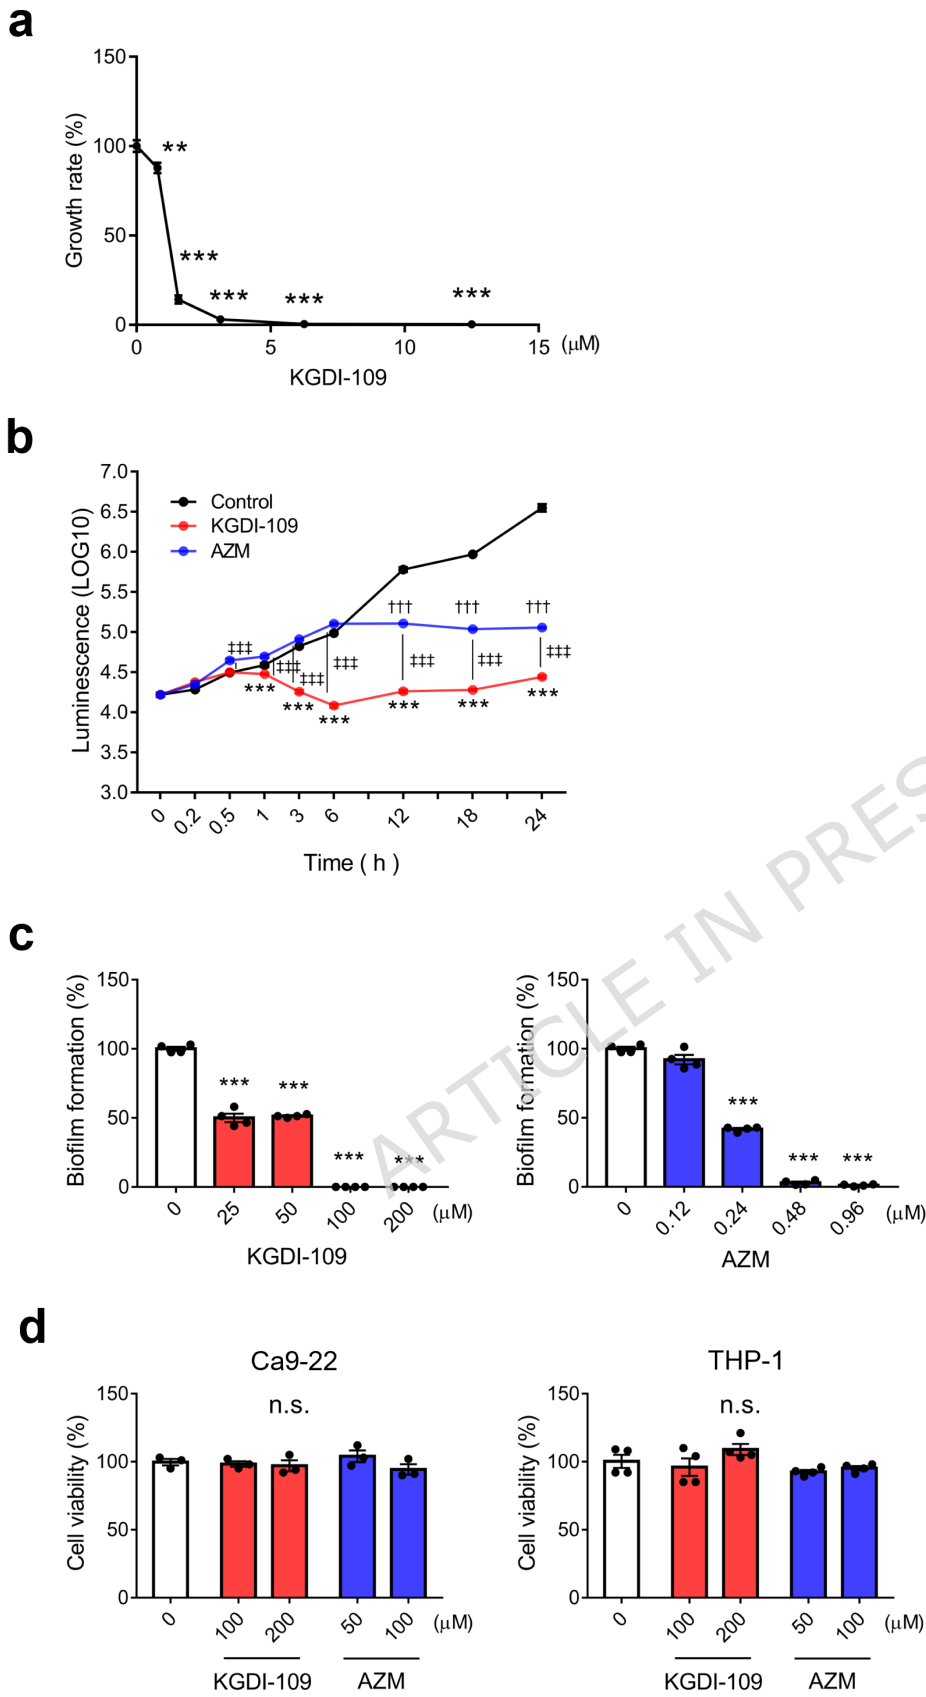 a
150
**
100
Growth rate (%)
50
***
***
***
***
0
0
5
10
15
(μM)
KGDI-109
b
7.0
6.5
6.0
5.5
5.0
4.5
4.0
3.5
3.0
Luminescence (LOG10)
Control
KGDI-109
AZM
†††
†††
†††
‡‡‡
‡‡‡
‡‡‡
‡‡‡
‡‡‡
‡‡‡
‡‡‡
***
***
***
***
***
***
0
0.2
0.5
1
3
6
12
18
24
Time ( h )
c
150
100
50
0
Biofilm formation (%)
***
***
***
***
0
25
50
100
200
(μM)
KGDI-109
150
100
50
0
Biofilm formation (%)
***
***
***
0
0.12
0.24
0.48
0.96
(μM)
AZM
d
Ca9-22
n.s.
150
100
50
0
Cell viability (%)
0
100
200
50
100
(μM)
KGDI-109
AZM
THP-1
n.s.
150
100
50
0
Cell viability (%)
0
100
200
50
100
(μM)
KGDI-109
AZM
ARTICLE IN PRES